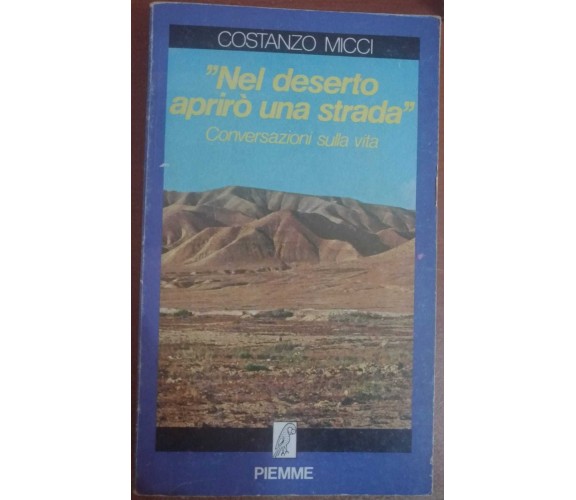 COSTANZO MICCI
"Nel deserto
aprirò una strada"
Conversazioni sulla vita
PIEMME